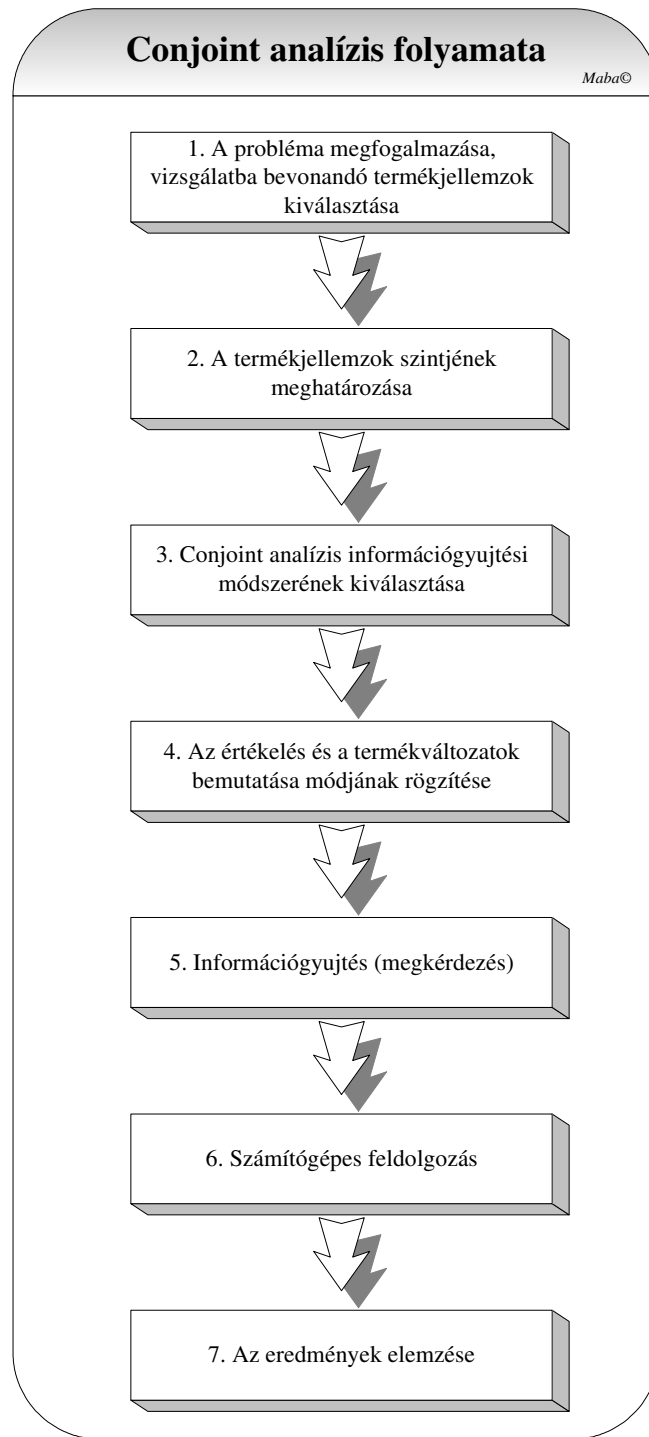 Conjoint analízis folyamata
Maba©
1. A probléma megfogalmazása,
vizsgálatba bevonandó termékjellemzok
kiválasztása
2. A termékjellemzok szintjének
meghatározása
3. Conjoint analízis információgyujtési
módszerének kiválasztása
4. Az értékelés és a termékváltozatok
bemutatása módjának rögzítése
5. Információgyujtés (megkérdezés)
6. Számítógépes feldolgozás
7. Az eredmények elemzése